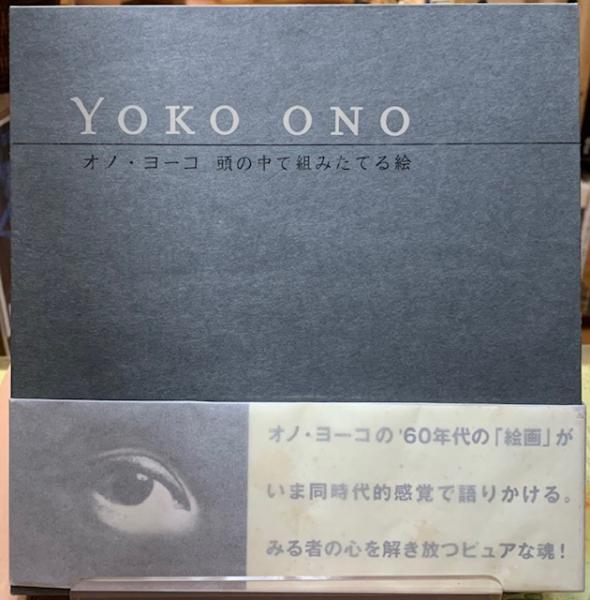 YOKO ONO
オノ・ヨーコ 頭の中で組みたてる絵
オノ・ヨーコの'60年代の「絵画」が
いま同時代的感覚で語りかける。
みる者の心を解き放つピュアな魂!